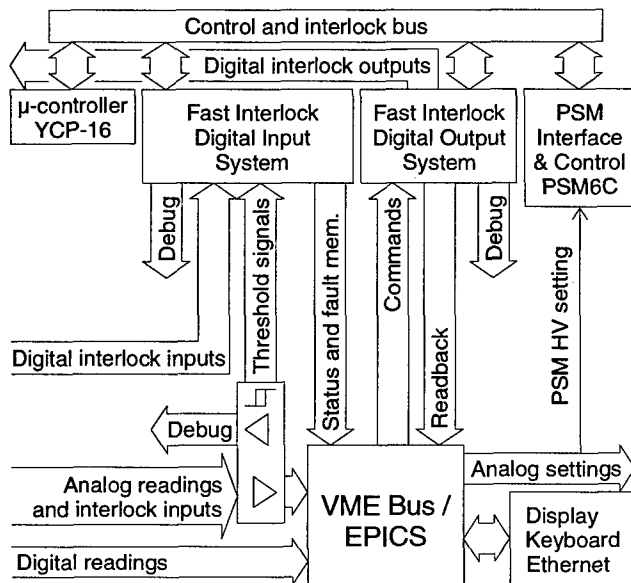 Control and interlock bus
Digital interlock outputs
µ-controller
YCP-16
Fast Interlock
Digital Input
System
Fast Interlock
Digital Output
System
PSM
Interface
& Control
PSM6C
Debug
Threshold signals
Status and fault mem.
Commands
Readback
Debug
PSM HV setting
Digital interlock inputs
Debug
Analog readings
and interlock inputs
Digital readings
VME Bus /
EPICS
Analog settings
Display
Keyboard
Ethernet